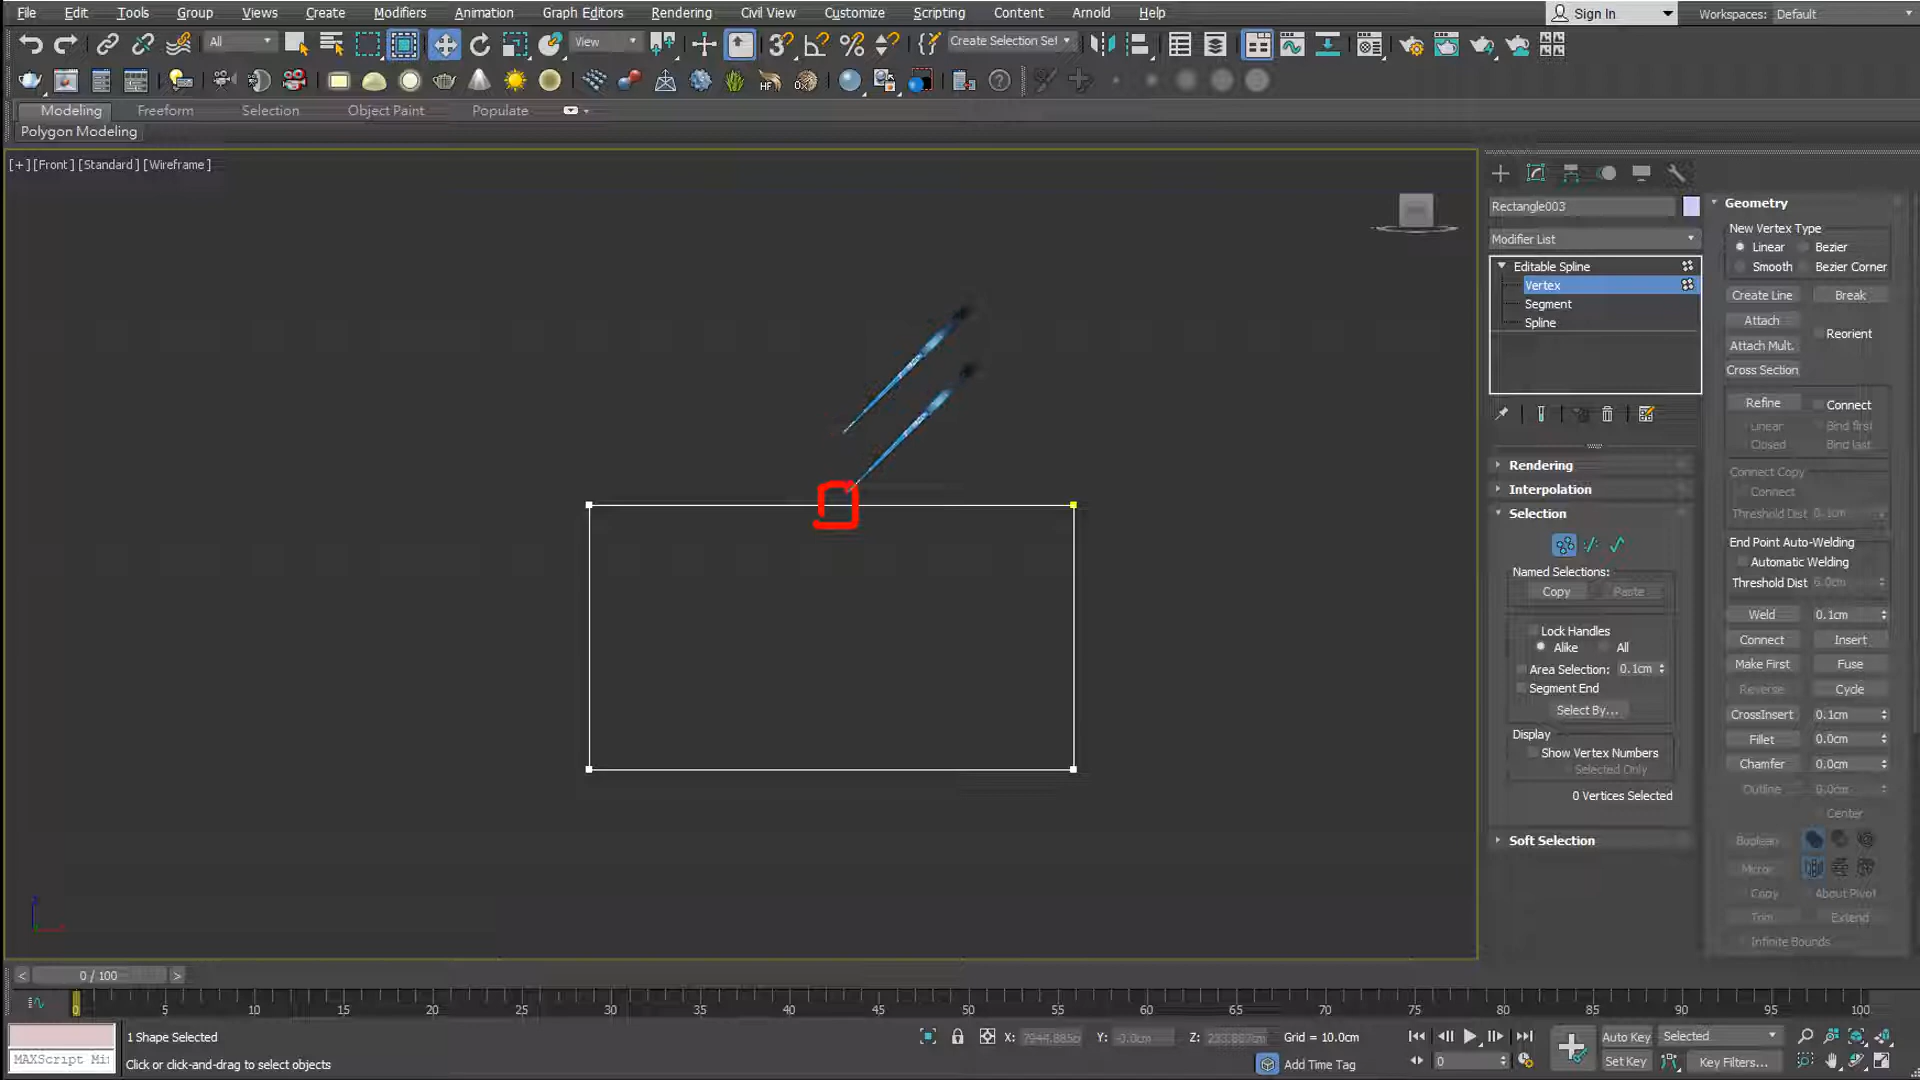 File Edit Tools Group Views Create Modifiers Animation Graph Editors Rendering Civil View Customize Scripting Content Arnold Help Sign In Workspaces: Default
All View Create Selection Set
Modeling Freeform Selection Object Paint Populate
Polygon Modeling
[+] [Front] [Standard] [Wireframe]
Rectangle003
Modifier List
Editable Spline
Vertex
Segment
Spline
Rendering
Interpolation
Selection
Named Selections:
Copy Paste
Lock Handles
Alike All
Area Selection: 0.1cm
Segment End
Select By...
Display
Show Vertex Numbers
Selected Only
0 Vertices Selected
Soft Selection
Geometry
New Vertex Type
Linear Bezier
Smooth Bezier Corner
Create Line Break
Attach
Reorient
Attach Mult.
Cross Section
Refine Connect
Linear Bind first
Closed Bind last
Connect Copy
Connect
Threshold Dist 0.1cm
End Point Auto-Welding
Automatic Welding
Threshold Dist 6.0cm
Weld 0.1cm
Connect Insert
Make First Fuse
Reverse Cycle
CrossInsert 0.1cm
Fillet 0.0cm
Chamfer 0.0cm
Outline 0.0cm
Center
Boolean
Mirror
Copy About Pivot
Trim Extend
Infinite Bounds
< 0 / 100 >
0 5 10 15 20 25 30 35 40 45 50 55 60 65 70 75 80 85 90 95 100
1 Shape Selected X: Y: -3.0cm Z: Grid = 10.0cm Auto Key Selected
MAXScript Mi Click or click-and-drag to select objects Add Time Tag 0 Set Key Key Filters...